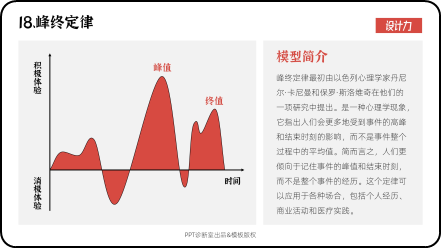 18.峰终定律
设计力
积极体验
峰值
终值
时间
消极体验
模型简介
峰终定律最初由以色列心理学家丹尼
尔·卡尼曼和保罗·斯洛维奇在他们的
一项研究中提出。是一种心理学现象,
它指出人们会更多地受到事件的高峰
和结束时刻的影响，而不是事件整个
过程中的平均值。简而言之，人们更
倾向于记住事件的峰值和结束时刻，
而不是整个事件的经历。这个定律可
以应用于各种场合，包括个人经历、
商业活动和医疗实践。
PPT诊断室出品&模板版权